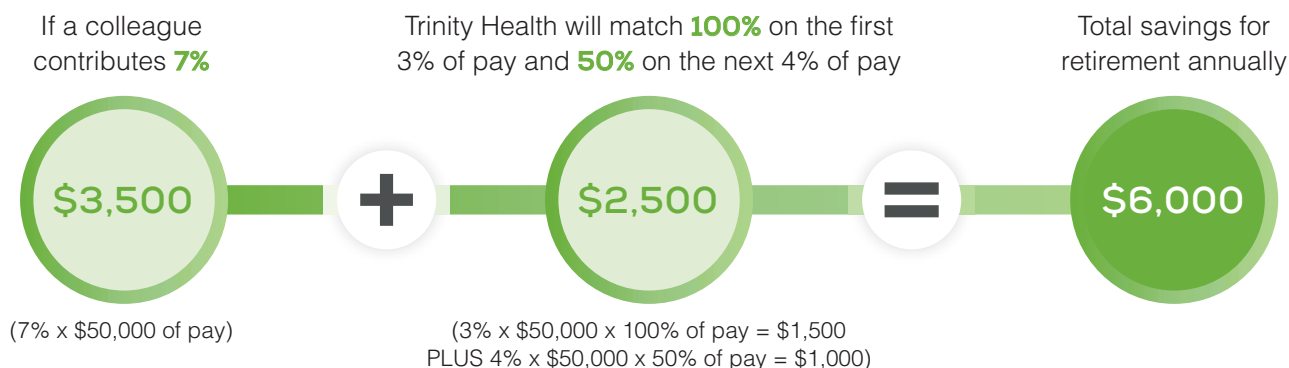 If a colleague
contributes 7%
Trinity Health will match 100% on the first
3% of pay and 50% on the next 4% of pay
Total savings for
retirement annually
$3,500
+
$2,500
=
$6,000
(7% x $50,000 of pay)
(3% x $50,000 x 100% of pay = $1,500
PLUS 4% x $50,000 x 50% of pay = $1,000)